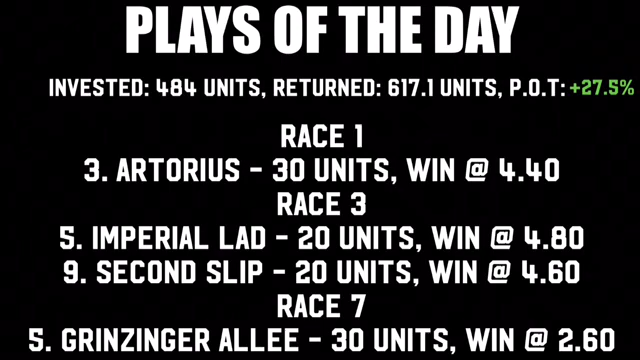 PLAYS OF THE DAY
INVESTED: 484 UNITS, RETURNED: 617.1 UNITS, P.O.T: +27.5%
RACE 1
3. ARTORIUS - 30 UNITS, WIN @ 4.40
RACE 3
5. IMPERIAL LAD - 20 UNITS, WIN @ 4.80
9. SECOND SLIP - 20 UNITS, WIN @ 4.60
RACE 7
5. GRINZINGER ALLEE - 30 UNITS, WIN @ 2.60